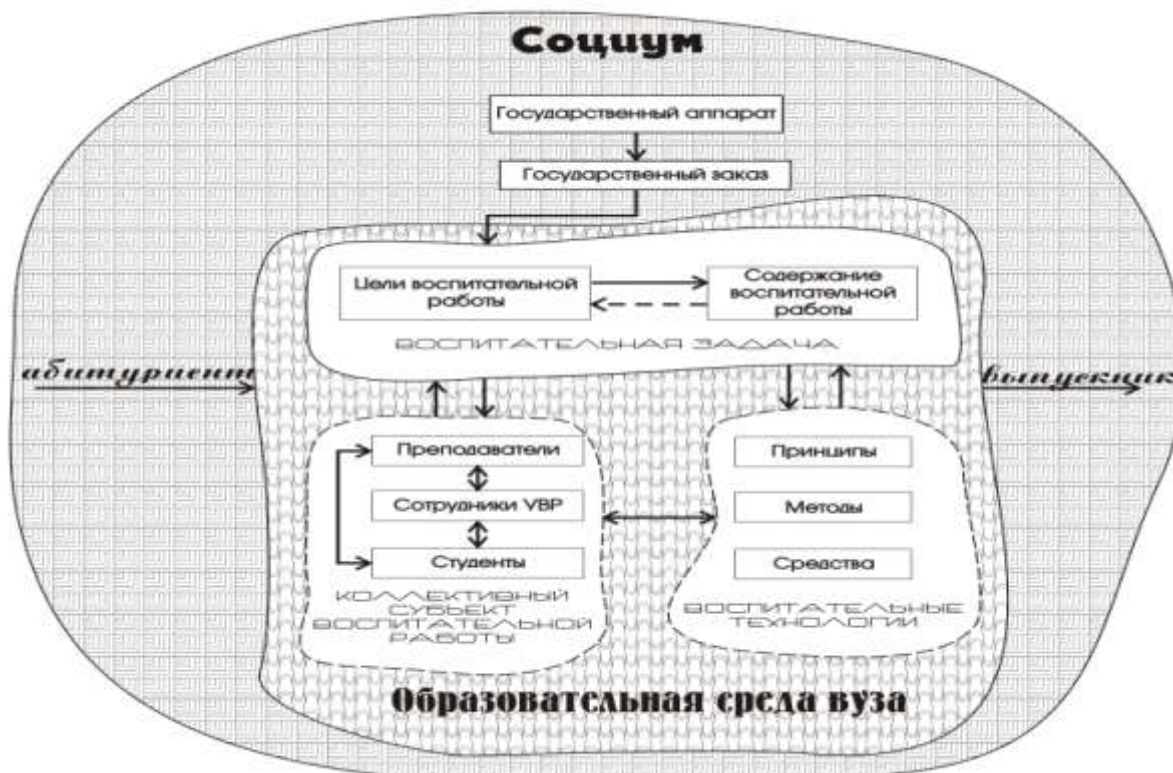 Социум
Государственный аппарат
Государственный заказ
Цели воспитательной
работы
Содержание
воспитательной
работы
ВОСПИТАТЕЛЬНАЯ ЗАДАЧА
абитуриент
выпускник
Преподаватели
Сотрудники УВР
Студенты
КОЛЛЕКТИВНЫЙ
СУБЪЕКТ
ВОСПИТАТЕЛЬНОЙ
РАБОТЫ
Принципы
Методы
Средства
ВОСПИТАТЕЛЬНЫЕ
ТЕХНОЛОГИИ
Образовательная среда вуза